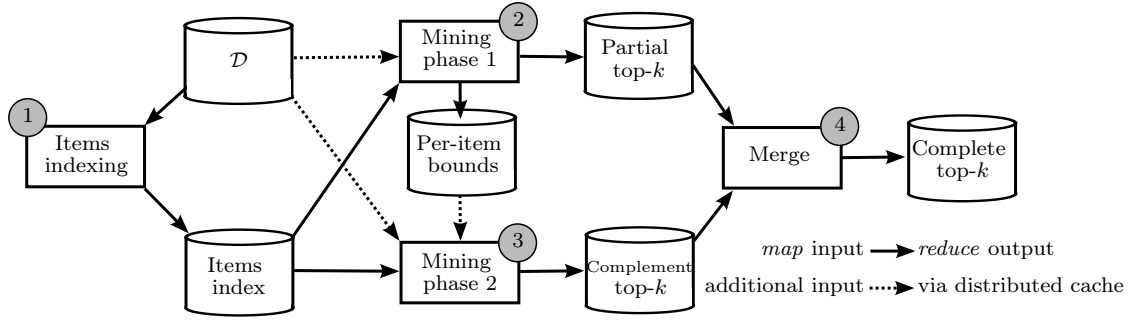 𝒟
1
Items
indexing
Items
index
2
Mining
phase 1
Per-item
bounds
3
Mining
phase 2
Partial
top-k
Complement
top-k
4
Merge
Complete
top-k
map input reduce output
additional input via distributed cache